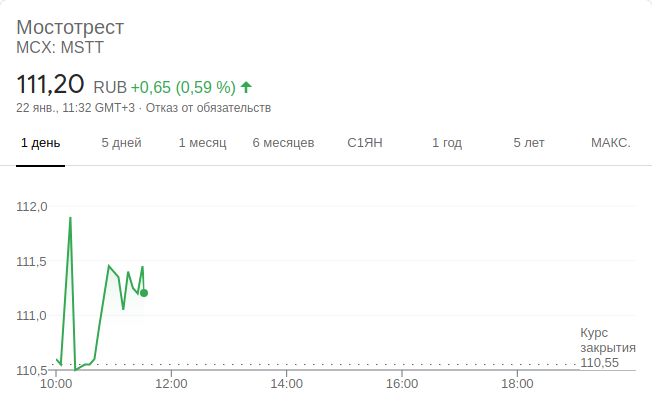 Мостотрест
MCX: MSTT
111,20 RUB +0,65 (0,59 %)
22 янв., 11:32 GMT+3 · Отказ от обязательств
1 день 5 дней 1 месяц 6 месяцев С1ЯН 1 год 5 лет МАКС.
112,0
111,5
111,0
110,5
Курс
закрытия
110,55
10:00 12:00 14:00 16:00 18:00